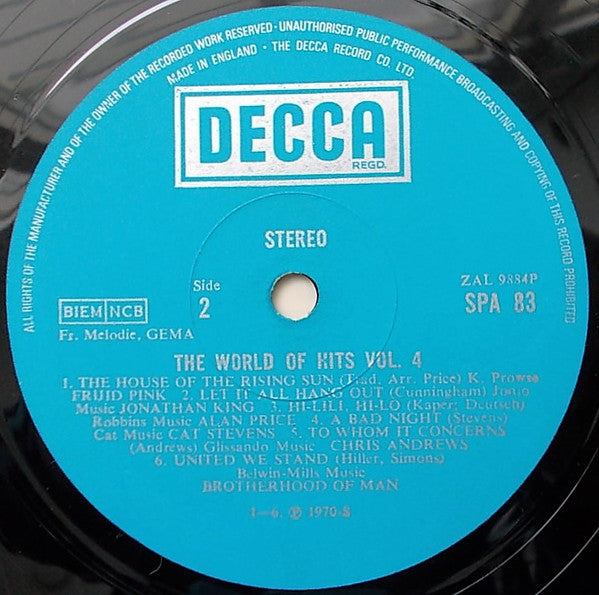 ALL RIGHTS OF THE MANUFACTURER AND OF THE OWNER OF THE RECORDED WORK RESERVED · UNAUTHORISED PUBLIC PERFORMANCE BROADCASTING AND COPYING OF THIS RECORD PROHIBITED
MADE IN ENGLAND · THE DECCA RECORD CO. LTD.
DECCA
REGD.
STEREO
Side
2
ZAL 9884P
SPA 83
BIEM NCB
Fr. Melodie, GEMA
THE WORLD OF HITS VOL. 4
1. THE HOUSE OF THE RISING SUN (Trad. Arr. Price) K. Prowse
FRIJID PINK 2. LET IT ALL HANG OUT (Cunningham) Jonjo
Music JONATHAN KING 3. HI-LILI, HI-LO (Kaper, Deutsch)
Robbins Music ALAN PRICE 4. A BAD NIGHT (Stevens)
Cat Music CAT STEVENS 5. TO WHOM IT CONCERNS
(Andrews) Glissando Music CHRIS ANDREWS
6. UNITED WE STAND (Hiller, Simons)
Belwin-Mills Music
BROTHERHOOD OF MAN
1—6. ℗ 1970-S